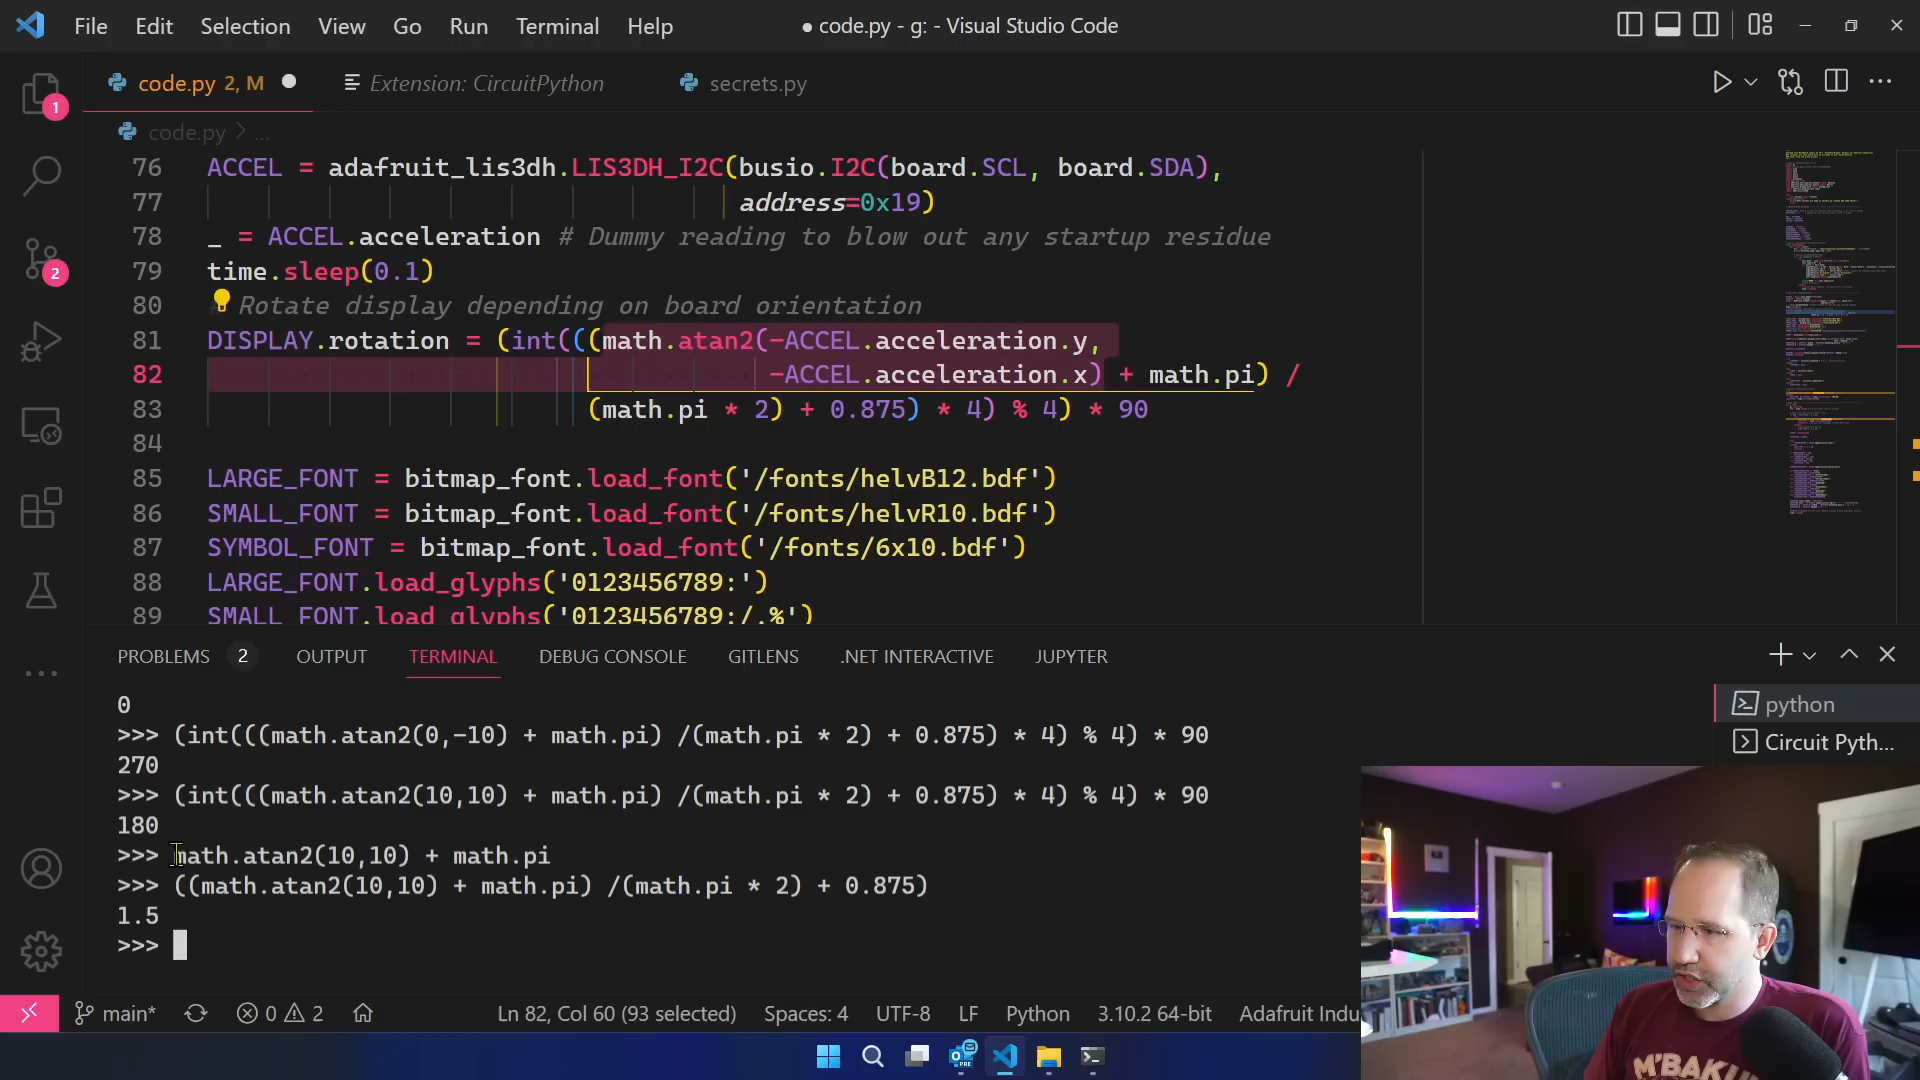 File Edit Selection View Go Run Terminal Help
● code.py - g: - Visual Studio Code
code.py 2, M ●
Extension: CircuitPython
secrets.py
1
code.py > ...
76 ACCEL = adafruit_lis3dh.LIS3DH_I2C(busio.I2C(board.SCL, board.SDA),
77 address=0x19)
78 _ = ACCEL.acceleration # Dummy reading to blow out any startup residue
79 time.sleep(0.1)
80 Rotate display depending on board orientation
81 DISPLAY.rotation = (int(((math.atan2(-ACCEL.acceleration.y,
82 -ACCEL.acceleration.x) + math.pi) /
83 (math.pi * 2) + 0.875) * 4) % 4) * 90
84
85 LARGE_FONT = bitmap_font.load_font('/fonts/helvB12.bdf')
86 SMALL_FONT = bitmap_font.load_font('/fonts/helvR10.bdf')
87 SYMBOL_FONT = bitmap_font.load_font('/fonts/6x10.bdf')
88 LARGE_FONT.load_glyphs('0123456789:')
89 SMALL_FONT.load_glyphs('0123456789:/.%')
2
PROBLEMS 2 OUTPUT TERMINAL DEBUG CONSOLE GITLENS .NET INTERACTIVE JUPYTER
0
>>> (int(((math.atan2(0,-10) + math.pi) /(math.pi * 2) + 0.875) * 4) % 4) * 90
270
>>> (int(((math.atan2(10,10) + math.pi) /(math.pi * 2) + 0.875) * 4) % 4) * 90
180
>>> math.atan2(10,10) + math.pi
>>> ((math.atan2(10,10) + math.pi) /(math.pi * 2) + 0.875)
1.5
>>>
python
Circuit Pyth...
main* 0 2 Ln 82, Col 60 (93 selected) Spaces: 4 UTF-8 LF Python 3.10.2 64-bit Adafruit Indu
PRE
M'BAKU